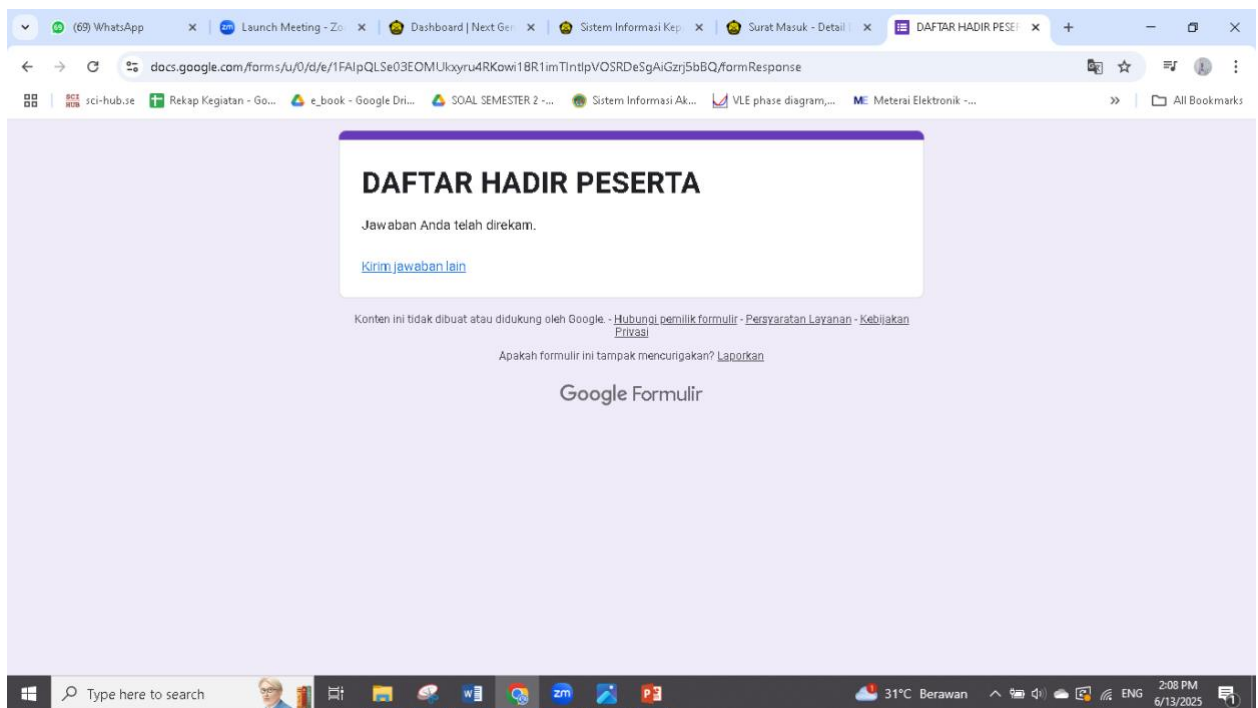 (69) WhatsApp
Launch Meeting - Zo
Dashboard | Next Gen
Sistem Informasi Kep
Surat Masuk - Detail
DAFTAR HADIR PESER
docs.google.com/forms/u/0/d/e/1FAIpQLSe03EOMUkxyru4RKowi18R1imTIntlpVOSRDeSgAiGzrj5bBQ/formResponse
sci-hub.se
Rekap Kegiatan - Go...
e_book - Google Dri...
SOAL SEMESTER 2 -...
Sistem Informasi Ak...
VLE phase diagram,...
ME Meterai Elektronik -...
All Bookmarks
DAFTAR HADIR PESERTA
Jawaban Anda telah direkam.
Kirim jawaban lain
Konten ini tidak dibuat atau didukung oleh Google. - Hubungi pemilik formulir - Persyaratan Layanan - Kebijakan
Privasi
Apakah formulir ini tampak mencurigakan? Laporkan
Google Formulir
Type here to search
31°C Berawan
ENG
2:08 PM
6/13/2025